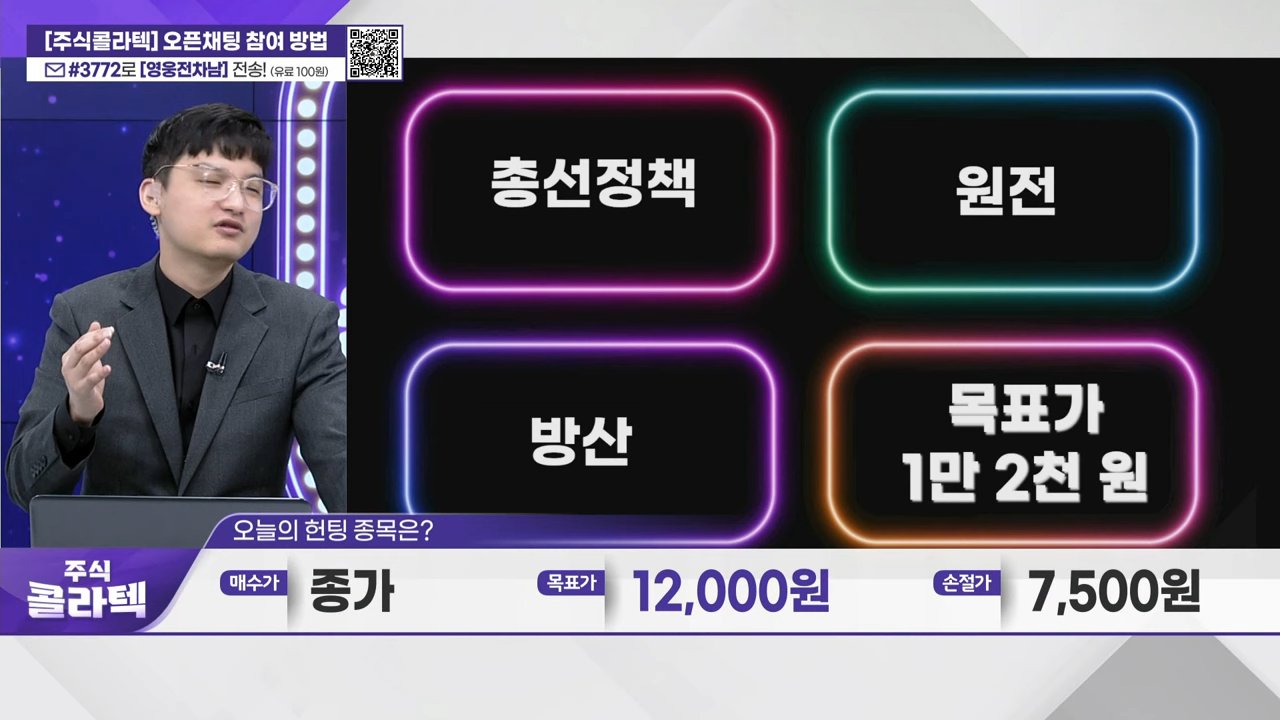 [주식콜라텍] 오픈채팅 참여 방법
#3772로 [영웅전차남] 전송! (유료 100원)
총선정책
원전
방산
목표가
1만 2천 원
오늘의 헌팅 종목은?
주식
콜라텍
매수가 종가
목표가 12,000원
손절가 7,500원